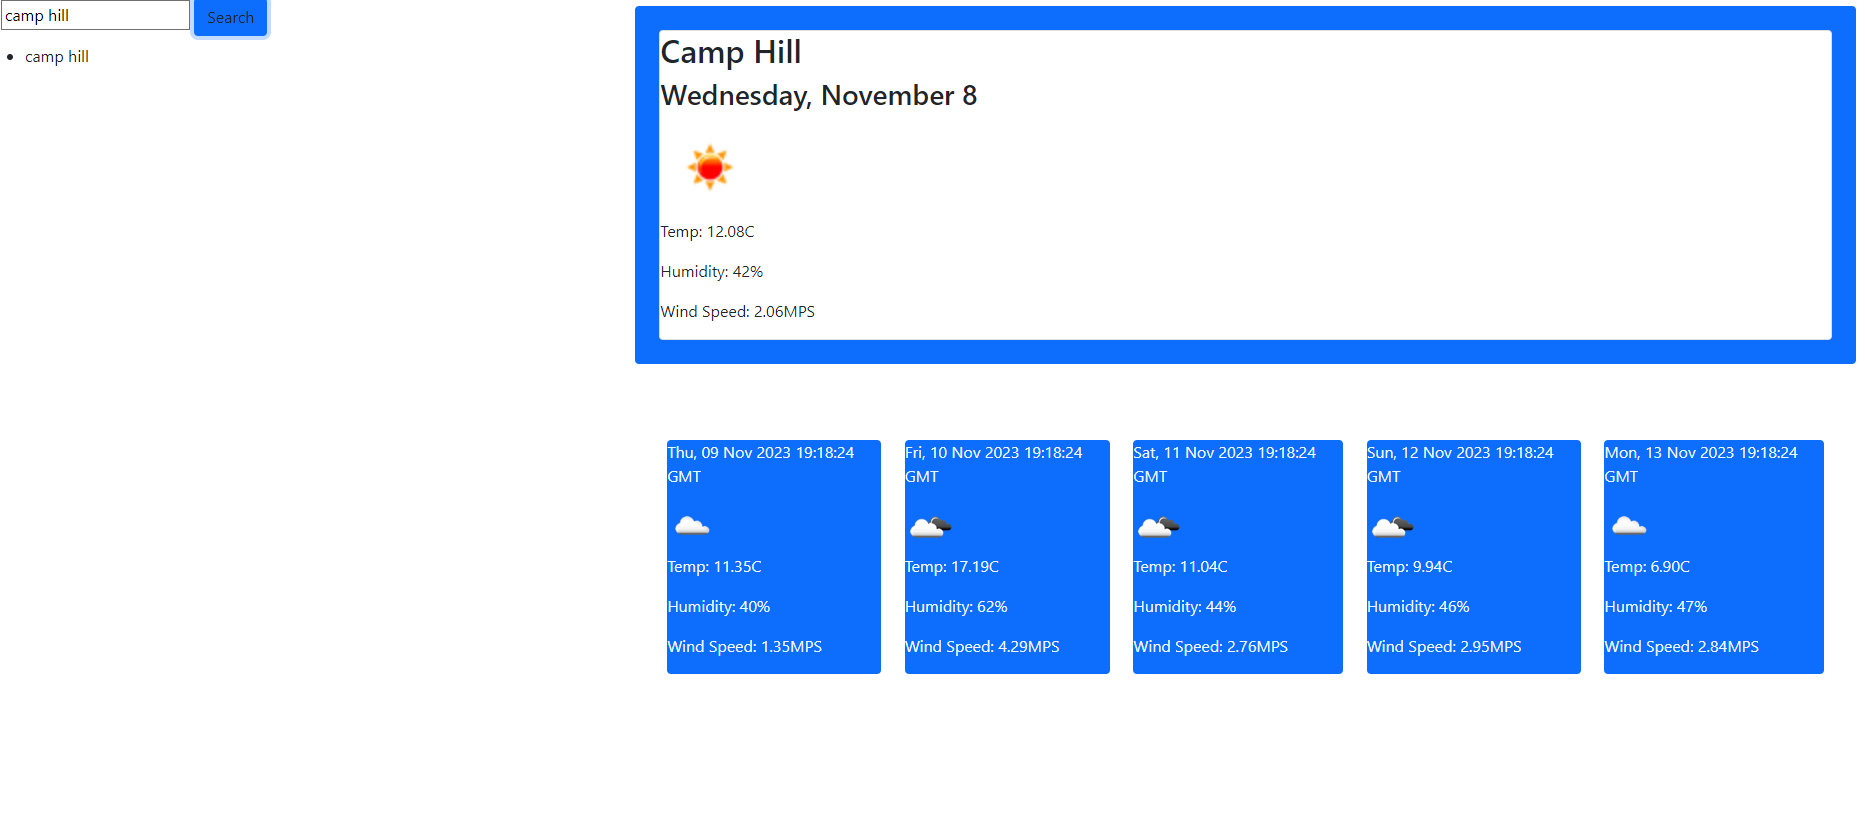 camp hill
Search
camp hill
Camp Hill
Wednesday, November 8
Temp: 12.08C
Humidity: 42%
Wind Speed: 2.06MPS
Thu, 09 Nov 2023 19:18:24
GMT
Temp: 11.35C
Humidity: 40%
Wind Speed: 1.35MPS
Fri, 10 Nov 2023 19:18:24
GMT
Temp: 17.19C
Humidity: 62%
Wind Speed: 4.29MPS
Sat, 11 Nov 2023 19:18:24
GMT
Temp: 11.04C
Humidity: 44%
Wind Speed: 2.76MPS
Sun, 12 Nov 2023 19:18:24
GMT
Temp: 9.94C
Humidity: 46%
Wind Speed: 2.95MPS
Mon, 13 Nov 2023 19:18:24
GMT
Temp: 6.90C
Humidity: 47%
Wind Speed: 2.84MPS